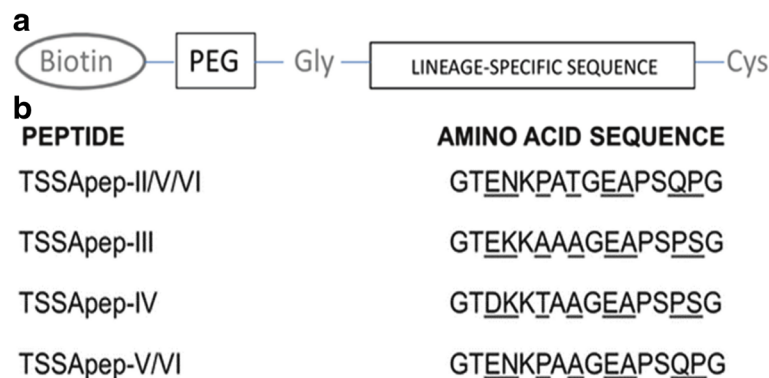 a
Biotin PEG Gly LINEAGE-SPECIFIC SEQUENCE Cys
b
PEPTIDE AMINO ACID SEQUENCE
TSSApep-II/V/VI GTENKPATGEAPSQPG
TSSApep-III GTEKKAAAGEAPSPSG
TSSApep-IV GTDKKTAAGEAPSPSG
TSSApep-V/VI GTENKPAAGEAPSQPG